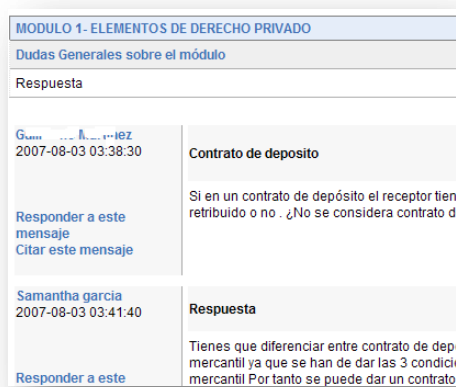 MODULO 1- ELEMENTOS DE DERECHO PRIVADO
Dudas Generales sobre el módulo
Respuesta
2007-08-03 03:38:30
Contrato de deposito
Si en un contrato de depósito el receptor tien
retribuido o no . ¿No se considera contrato d
Responder a este
mensaje
Citar este mensaje
Samantha garcia
2007-08-03 03:41:40
Respuesta
Tienes que diferenciar entre contrato de dep
mercantil ya que se han de dar las 3 condici
mercantil Por tanto se puede dar un contrato
Responder a este